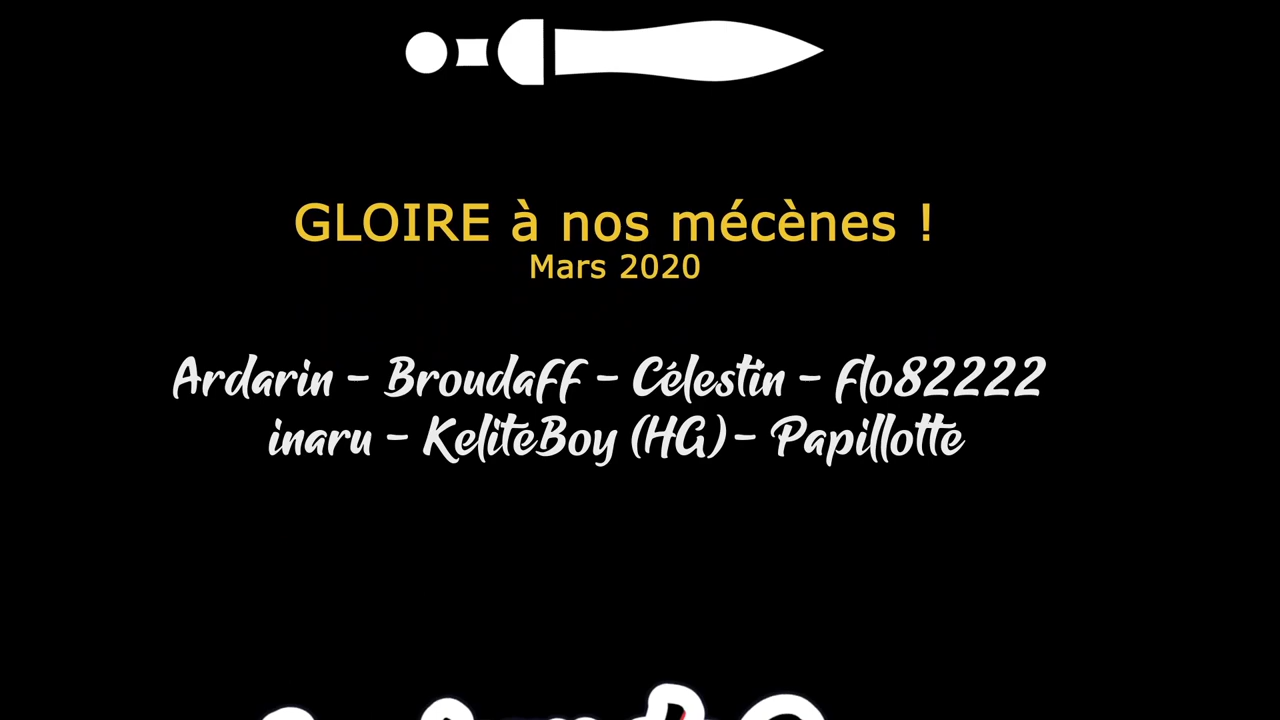 GLOIRE à nos mécènes !
Mars 2020
Ardarin - Broudaff - Célestin - flo82222
inaru - KeliteBoy (HG) - Papillotte